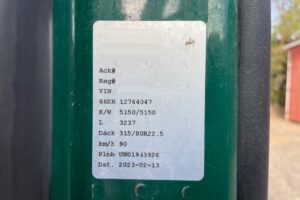 Ack#
Reg#
VIN
SSER 12764047
K/W 5150/5150
L 3237
Däck 315/80R22.5
km/h 90
Plmb UN01943926
Dat. 2023-02-13